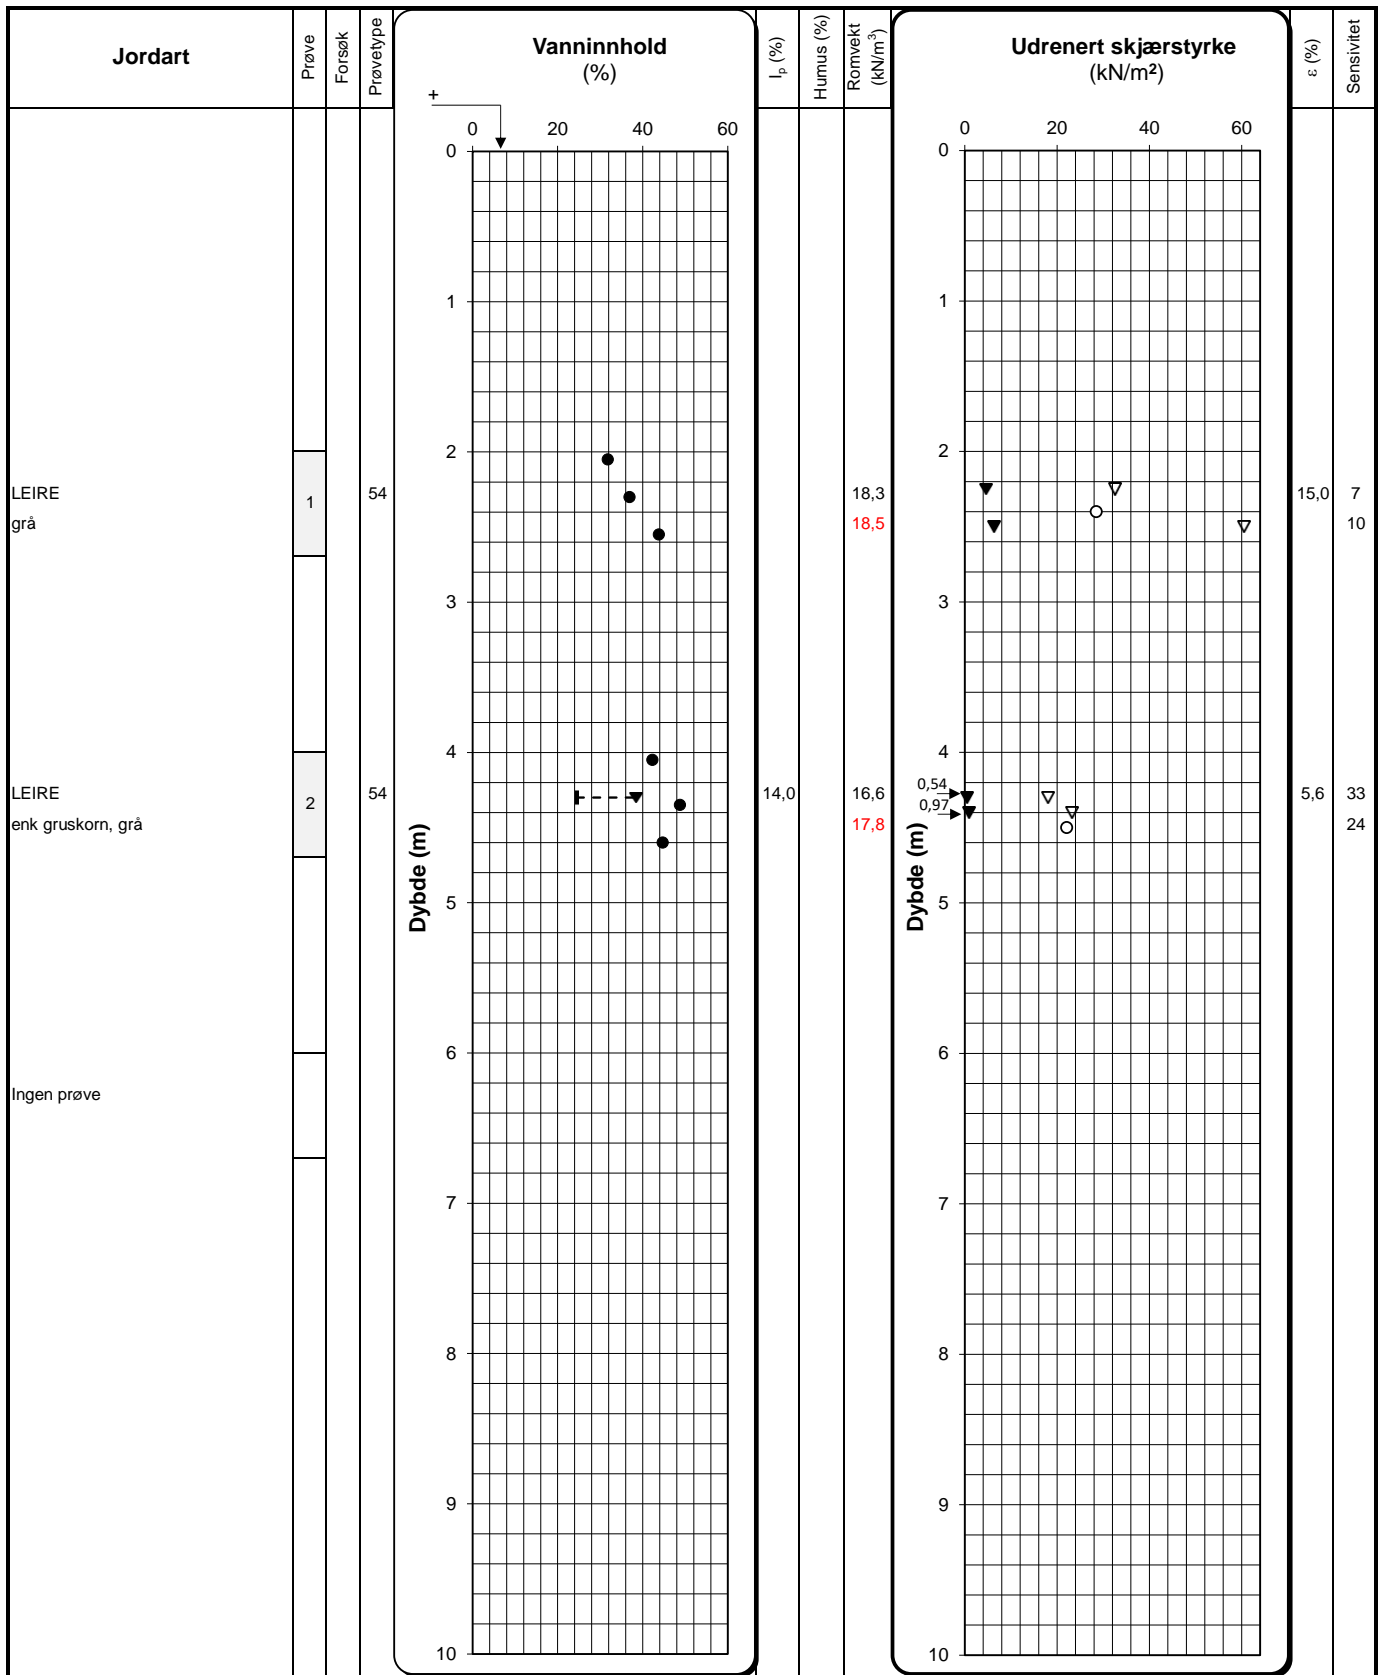 Jordart
Prøve
Forsøk
Prøvetype
Vanninnhold
(%)
+
I_p (%)
Humus (%)
Romvekt
(kN/m³)
Udrenert skjærstyrke
(kN/m²)
ε (%)
Sensivitet
0 20 40 60
0 20 40 60
0 0
1 1
2 2
LEIRE 1 54 18,3 15,0 7
grå 18,5 10
3 3
4 4
LEIRE 2 54 14,0 16,6 0,54 5,6 33
enk gruskorn, grå 17,8 0,97 24
Dybde (m) Dybde (m)
5 5
6 6
Ingen prøve
7 7
8 8
9 9
10 10